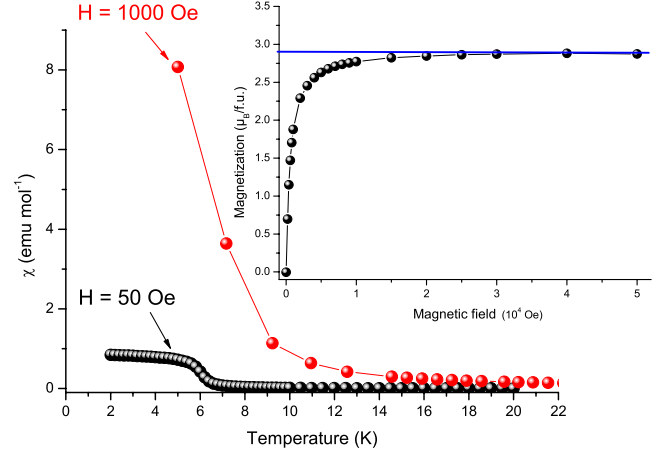 H = 1000 Oe
H = 50 Oe
χ (emu mol⁻¹)
8
6
4
2
0
0 2 4 6 8 10 12 14 16 18 20 22
Temperature (K)
Magnetization (μB/f.u.)
3.5
3.0
2.5
2.0
1.5
1.0
0.5
0.0
0 1 2 3 4 5
Magnetic field (10⁴ Oe)